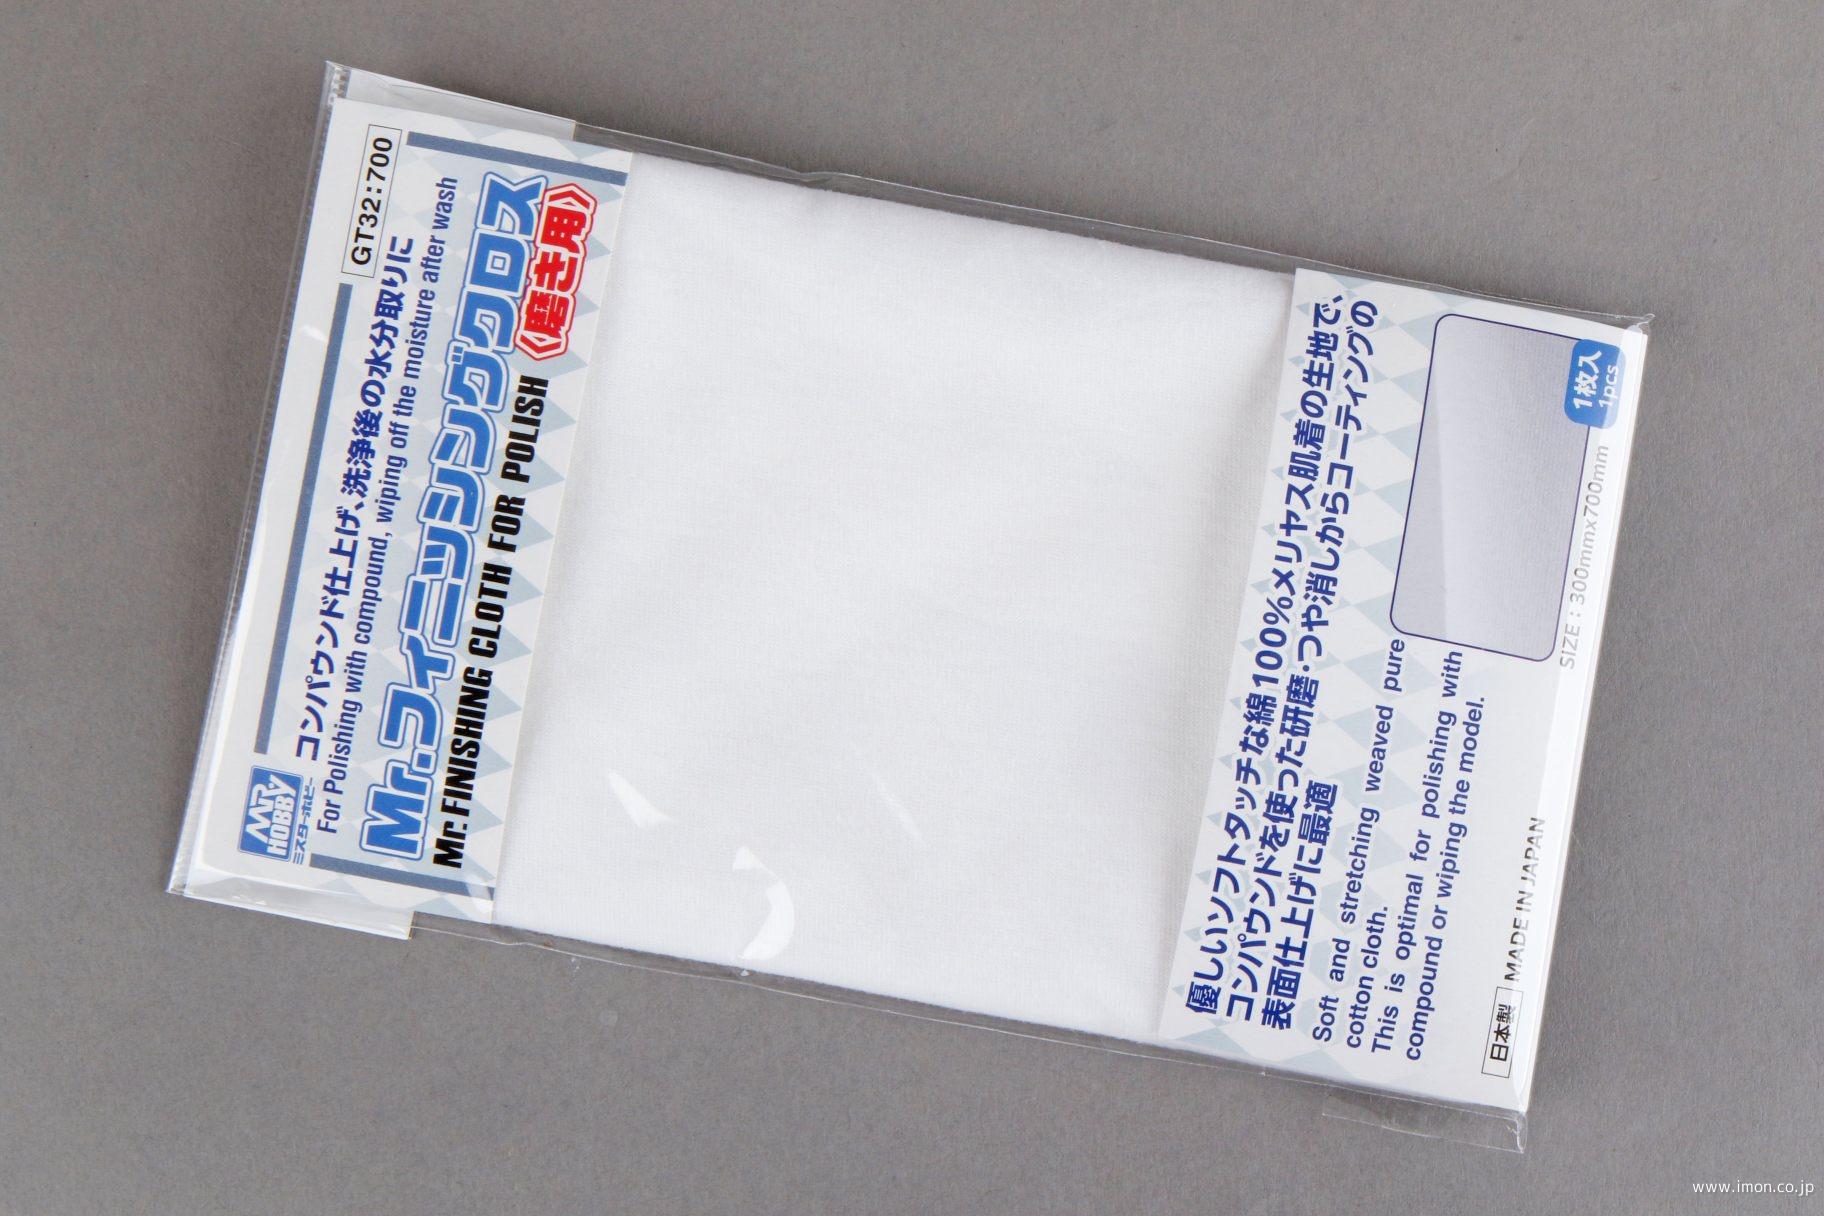 GT32:700
コンパウンド仕上げ、洗浄後の水分取りに
For Polishing with compound, wiping off the moisture after wash
Mr.フィニッシングクロス
〈磨き用〉
Mr.FINISHING CLOTH FOR POLISH
MR
HOBBY
ミスターホビー
優しいソフトタッチな綿100%メリヤス肌着の生地で、
コンパウンドを使った研磨・つや消しからコーティングの
表面仕上げに最適
Soft and stretching weaved pure
cotton cloth.
This is optimal for polishing with
compound or wiping the model.
1枚入
1pcs
SIZE:300mmx700mm
日本製 MADE IN JAPAN
www.imon.co.jp